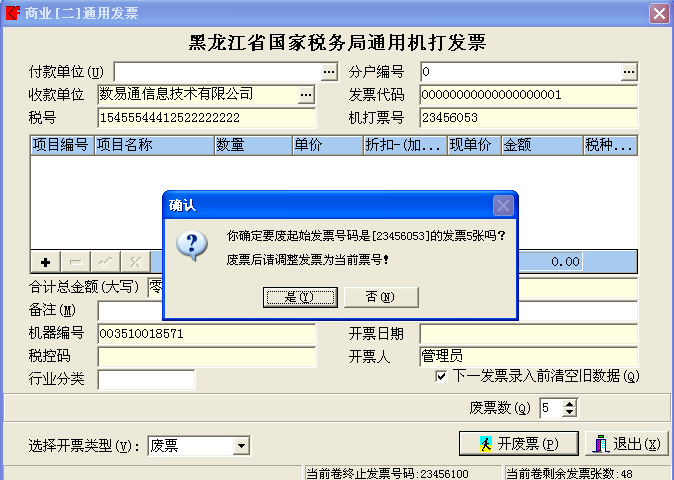 商业[二]通用发票
黑龙江省国家税务局通用机打发票
付款单位(U) 分户编号 0
收款单位 数易通信息技术有限公司 发票代码 00000000000000000001
税号 15455544412522222222 机打票号 23456053
项目编号 项目名称 数量 单价 折扣-(加... 现单价 金额 税种...
确认
你确定要废起始发票号码是[23456053]的发票5张吗?
废票后请调整发票为当前票号!
是(Y) 否(N)
0.00
合计总金额(大写) 零
备注(M)
机器编号 003510018571 开票日期
税控码 开票人 管理员
行业分类 下一发票录入前清空旧数据(Q)
废票数(Q) 5
选择开票类型(V): 废票 开废票(P) 退出(X)
当前卷终止发票号码:23456100 当前卷剩余发票张数:48